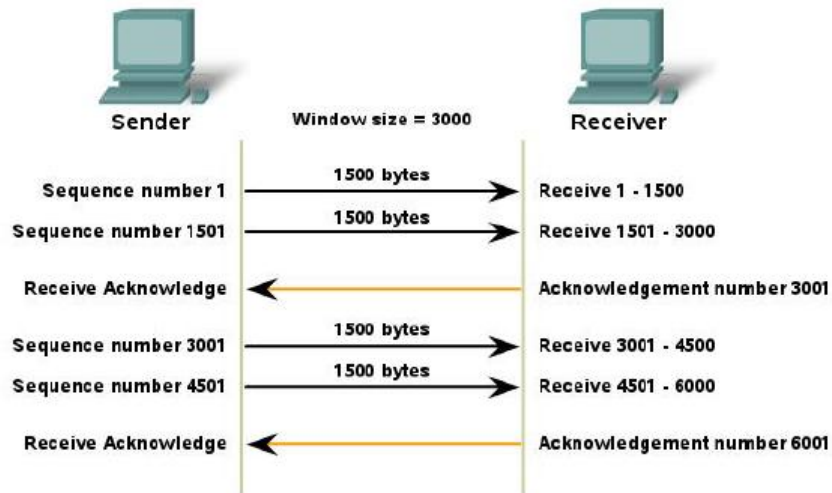 Sender
Window size = 3000
Receiver
Sequence number 1
1500 bytes
Receive 1 - 1500
Sequence number 1501
1500 bytes
Receive 1501 - 3000
Receive Acknowledge
Acknowledgement number 3001
Sequence number 3001
1500 bytes
Receive 3001 - 4500
Sequence number 4501
1500 bytes
Receive 4501 - 6000
Receive Acknowledge
Acknowledgement number 6001